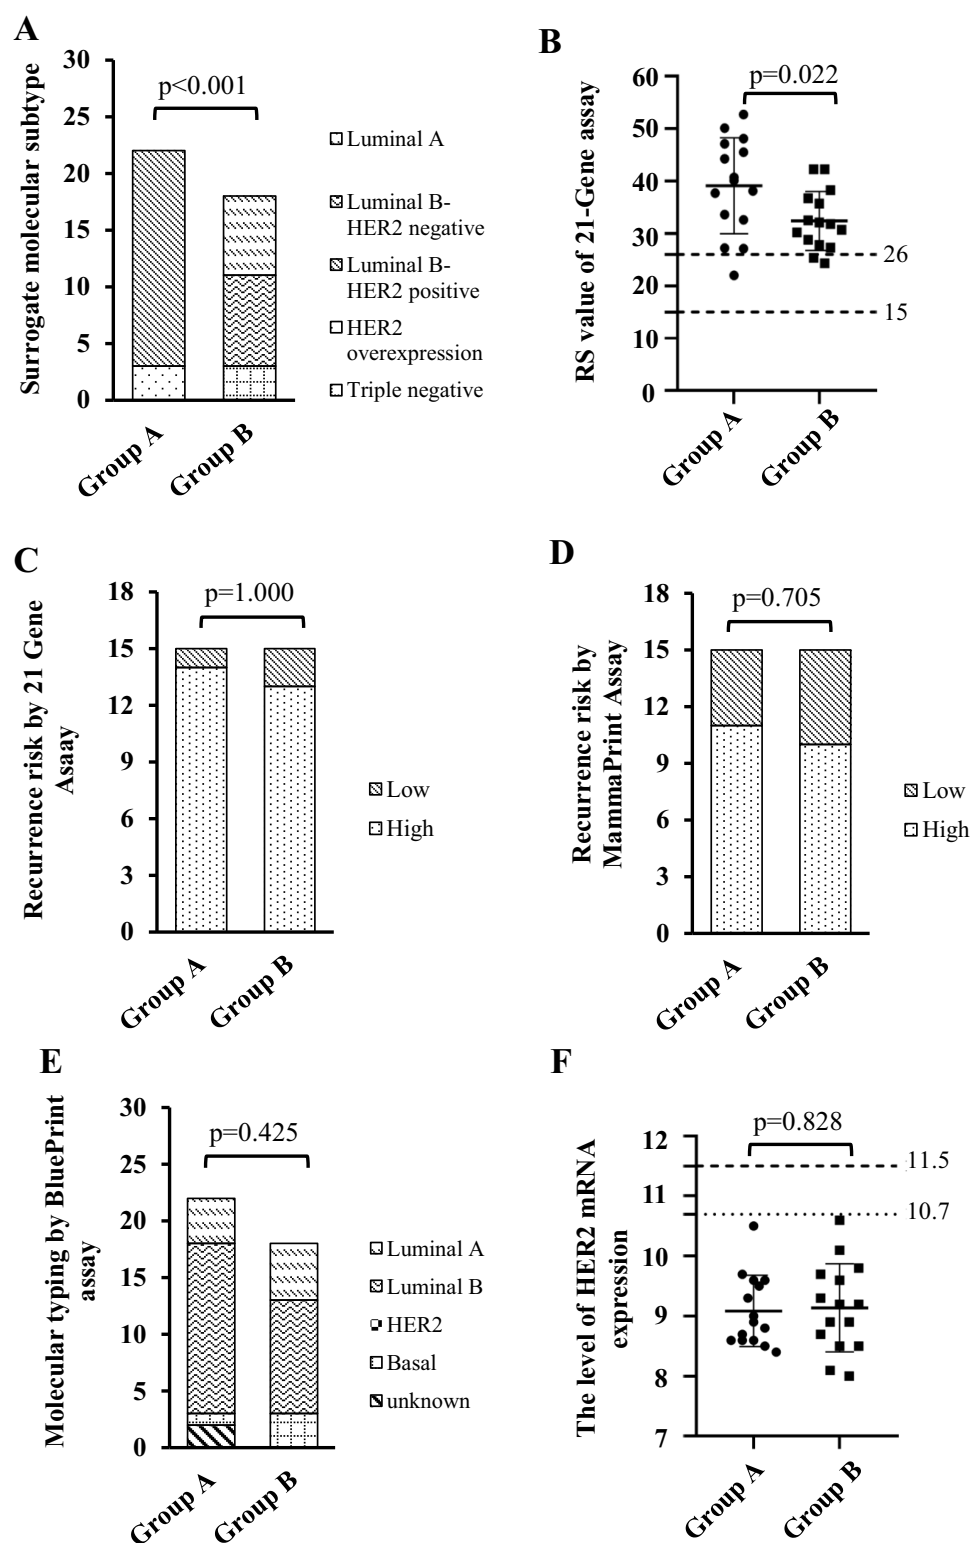 A
Surrogate molecular subtype
30
25
20
15
10
5
0
p<0.001
Group A
Group B
Luminal A
Luminal B-
HER2 negative
Luminal B-
HER2 positive
HER2
overexpression
Triple negative
B
RS value of 21-Gene assay
60
50
40
30
20
10
0
p=0.022
26
15
Group A
Group B
C
Recurrence risk by 21 Gene
Asaay
18
15
12
9
6
3
0
p=1.000
Group A
Group B
Low
High
D
Recurrence risk by
MammaPrint Assay
18
15
12
9
6
3
0
p=0.705
Group A
Group B
Low
High
E
Molecular typing by BluePrint
assay
30
25
20
15
10
5
0
p=0.425
Group A
Group B
Luminal A
Luminal B
HER2
Basal
unknown
F
The level of HER2 mRNA
expression
12
11
10
9
8
7
p=0.828
11.5
10.7
Group A
Group B